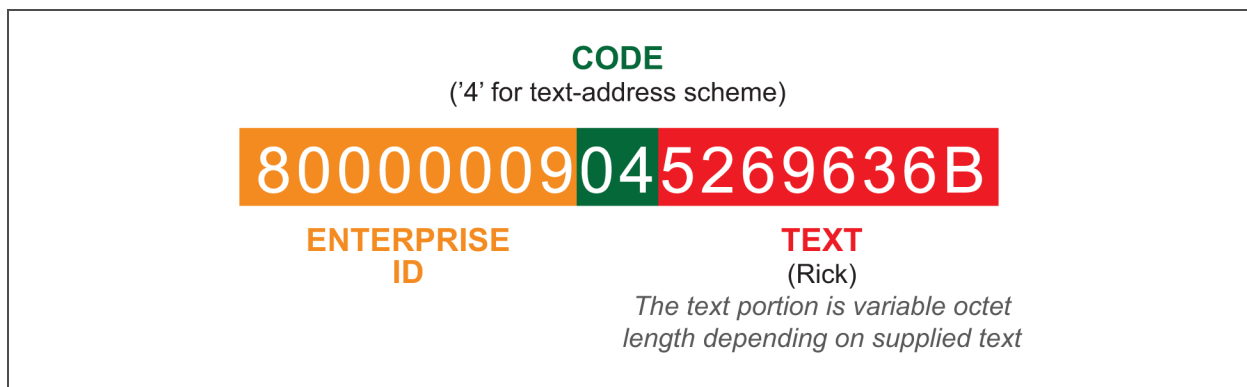 CODE
('4' for text-address scheme)
80000009045269636B
ENTERPRISE
ID
TEXT
(Rick)
The text portion is variable octet
length depending on supplied text